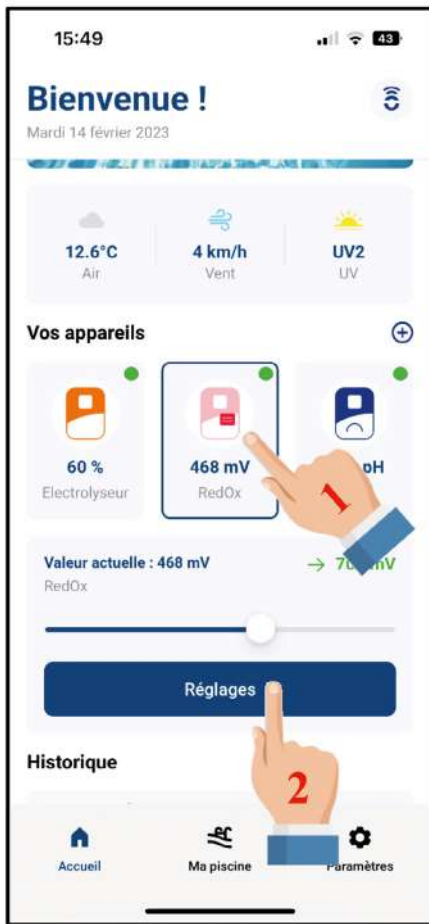 15:49
43
Bienvenue !
Mardi 14 février 2023
12.6°C
4 km/h
UV2
Air
Vent
UV
Vos appareils
60 %
468 mV
pH
Electrolyseur
RedOx
1
Valeur actuelle : 468 mV
mV
RedOx
Réglages
Historique
2
Accueil
Ma piscine
Paramètres